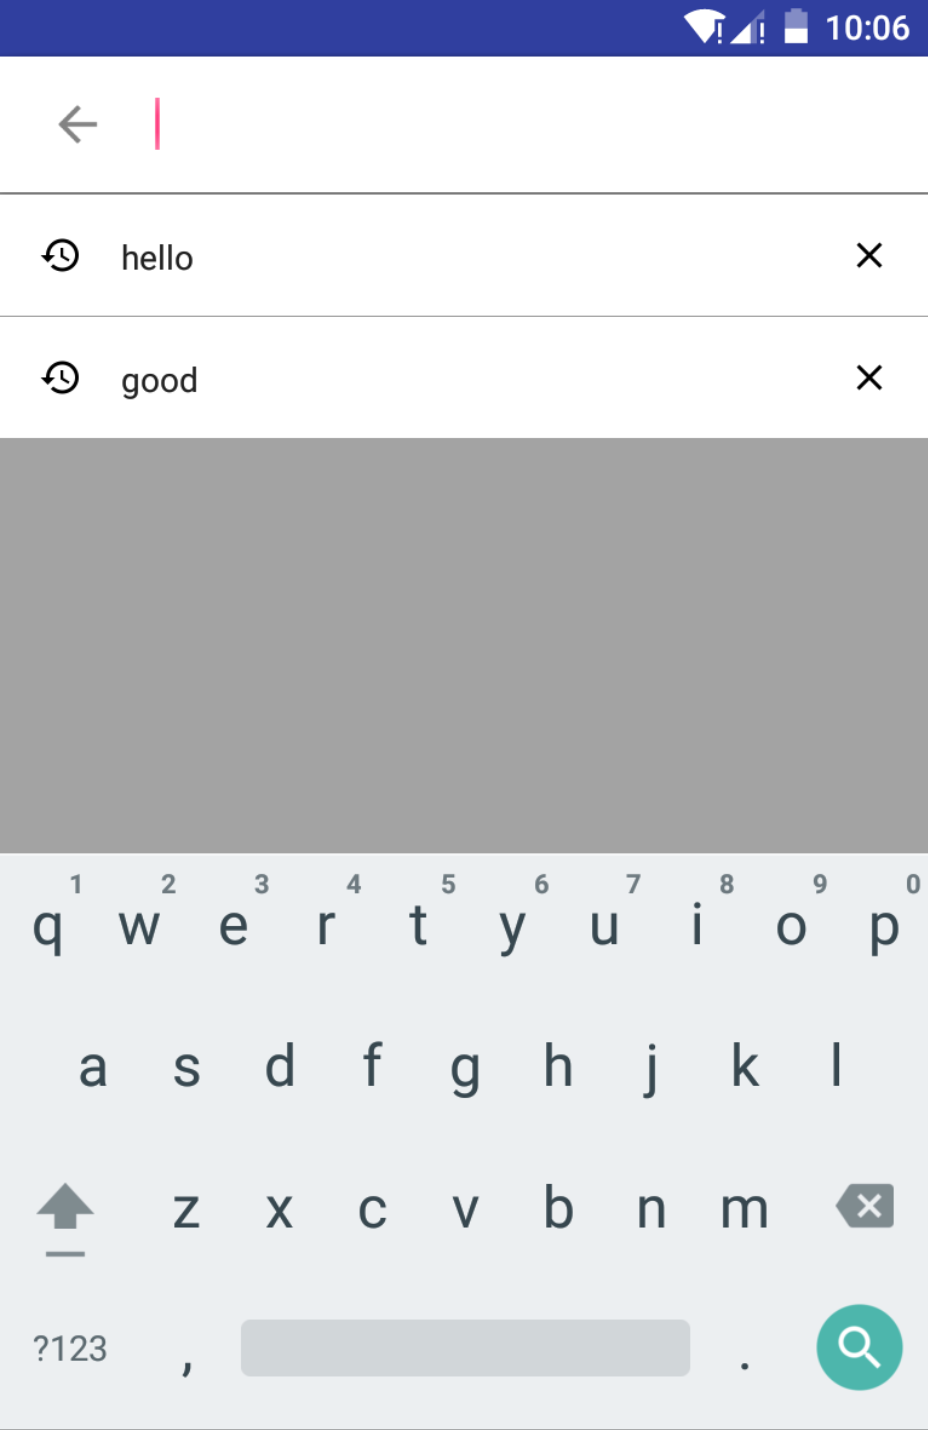 10:06
hello
good
1 2 3 4 5 6 7 8 9 0
q w e r t y u i o p
a s d f g h j k l
z x c v b n m
?123 , .